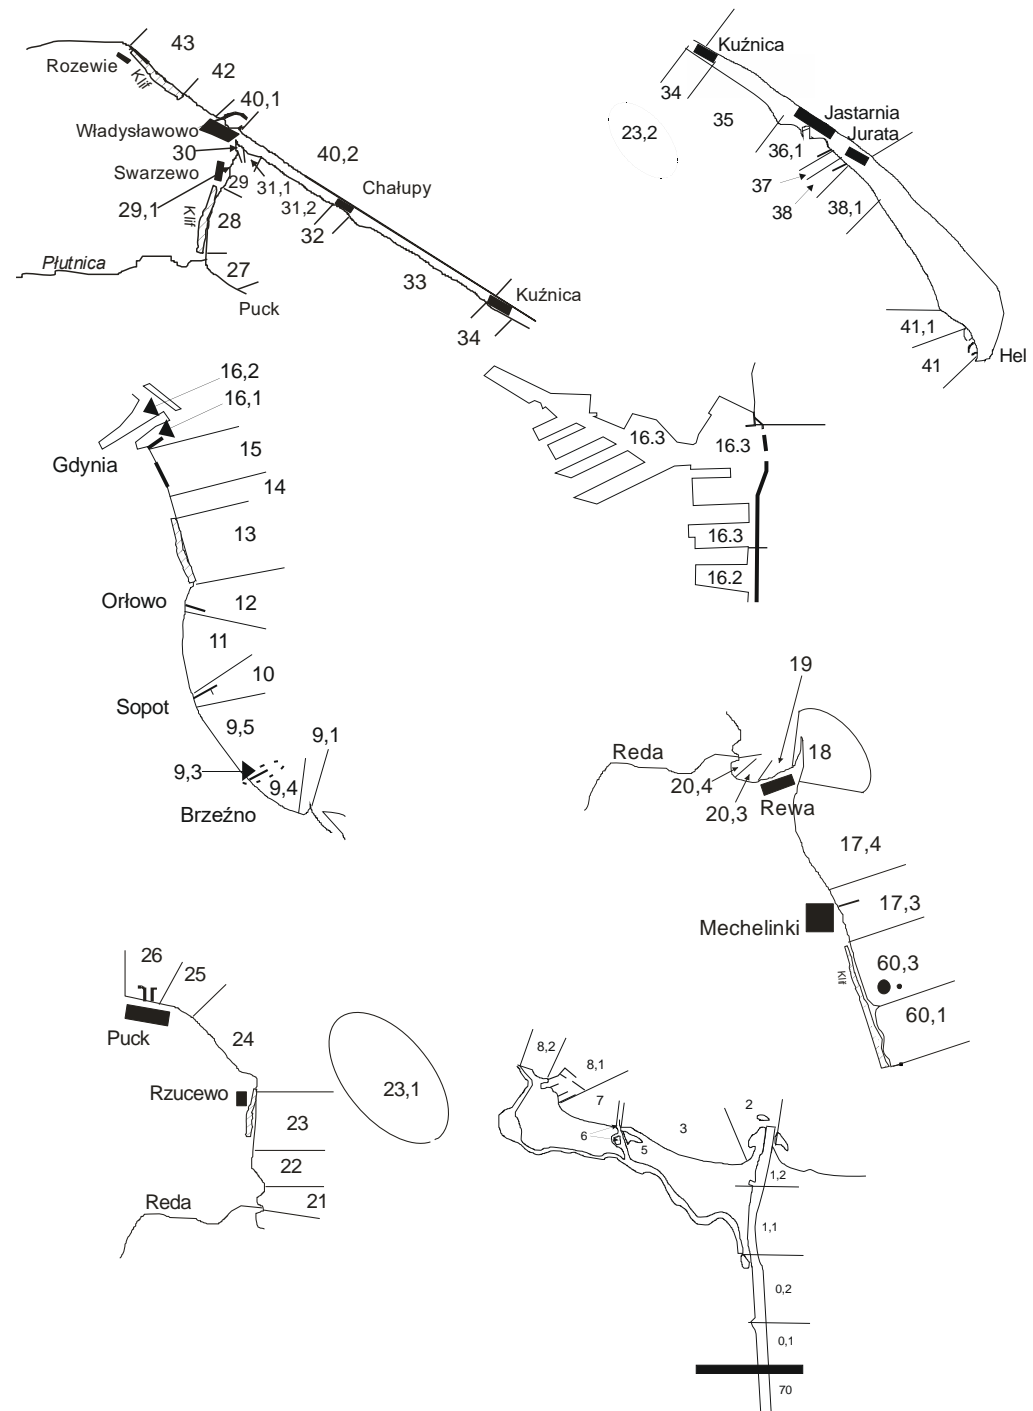 43
Rozewie
Klif
42
40,1
Władysławowo
30
40,2
Swarzewo
29
31,1
Chałupy
29,1
Klif
28
31,2
32
Płutnica
27
33
Puck
Kuźnica
34
Kuźnica
34
23,2
35
Jastarnia
Jurata
36,1
37
38
38,1
41,1
41
Hel
16,2
16,1
Gdynia
15
14
13
Orłowo
12
11
10
Sopot
9,5
9,1
9,3
9,4
Brzeźno
16.3
16.3
16.3
16.2
19
Reda
18
20,4
20,3
Rewa
17,4
17,3
Mechelinki
Klif
60,3
60,1
26
25
Puck
24
Rzucewo
23,1
23
22
Reda
21
8,2
8,1
7
6
5
3
2
1,2
1,1
0,2
0,1
70